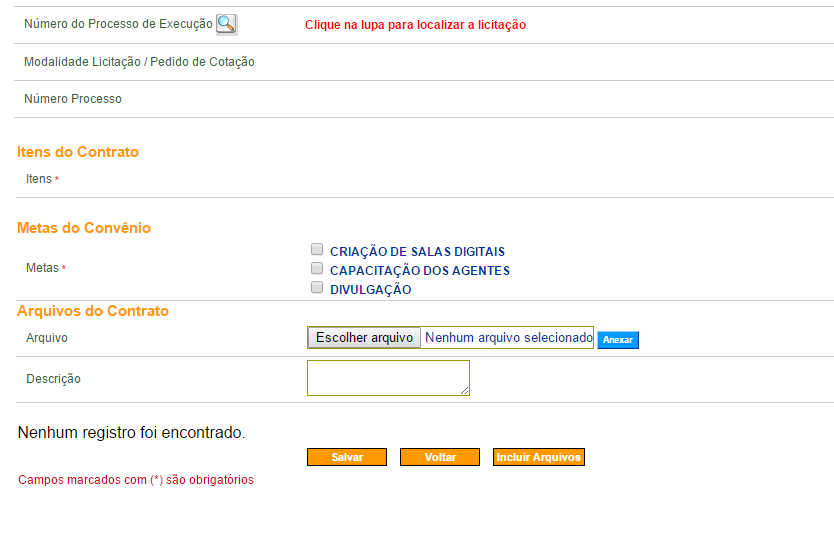 Número do Processo de Execução
Clique na lupa para localizar a licitação
Modalidade Licitação / Pedido de Cotação
Número Processo
Itens do Contrato
Itens *
Metas do Convênio
Metas *
CRIAÇÃO DE SALAS DIGITAIS
CAPACITAÇÃO DOS AGENTES
DIVULGAÇÃO
Arquivos do Contrato
Arquivo
Escolher arquivo Nenhum arquivo selecionado Anexar
Descrição
Nenhum registro foi encontrado.
Salvar Voltar Incluir Arquivos
Campos marcados com (*) são obrigatórios